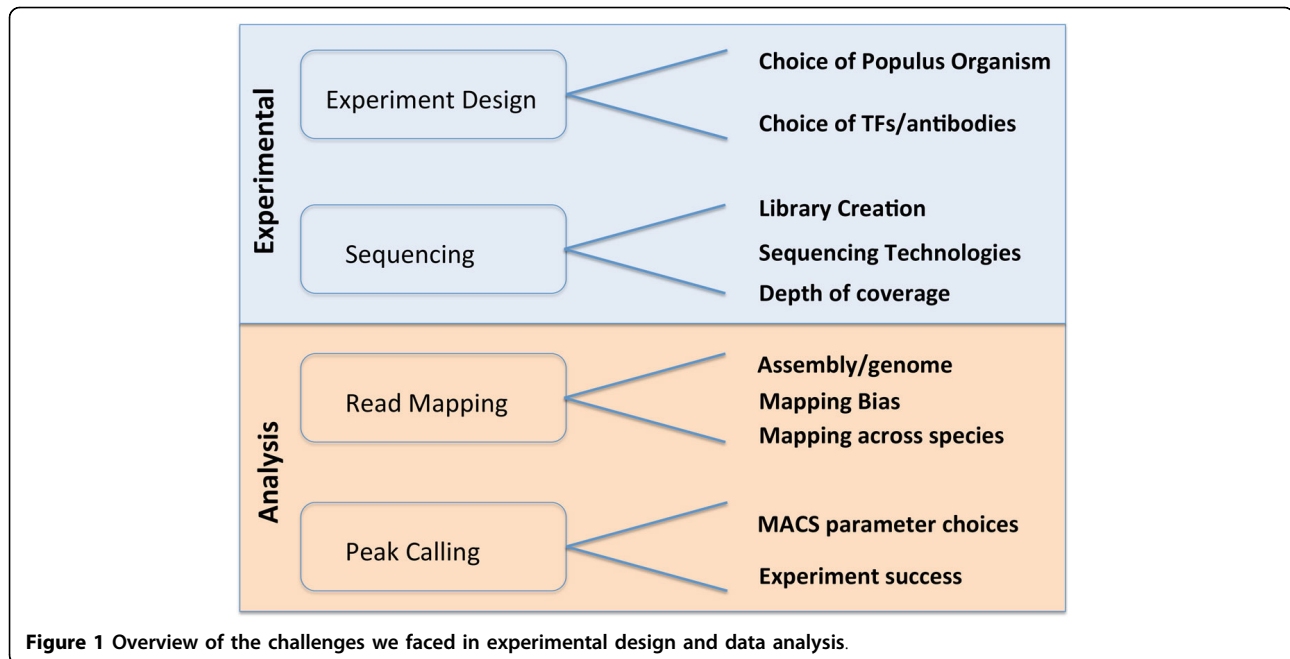 Experimental
Experiment Design
Choice of Populus Organism
Choice of TFs/antibodies
Sequencing
Library Creation
Sequencing Technologies
Depth of coverage
Analysis
Read Mapping
Assembly/genome
Mapping Bias
Mapping across species
Peak Calling
MACS parameter choices
Experiment success
Figure 1 Overview of the challenges we faced in experimental design and data analysis.